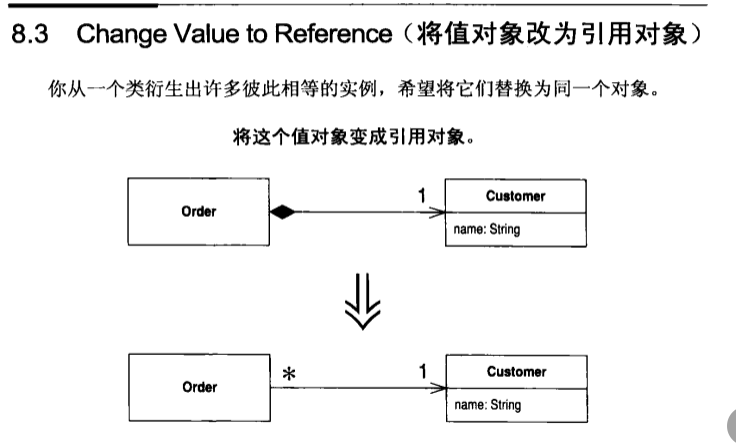 8.3 Change Value to Reference（将值对象改为引用对象）
你从一个类衍生出许多彼此相等的实例，希望将它们替换为同一个对象。
将这个值对象变成引用对象。
Order 1 Customer
name: String
Order * 1 Customer
name: String